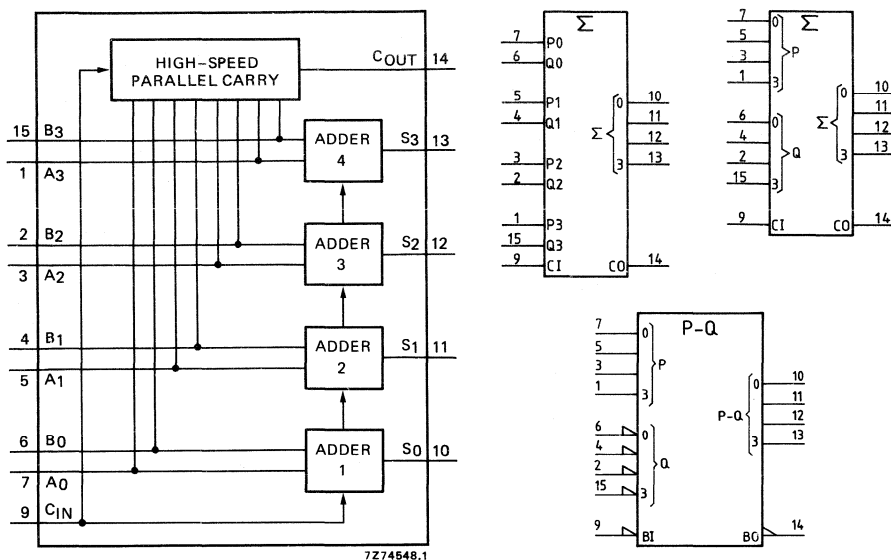 HIGH-SPEED
PARALLEL CARRY
COUT 14
15 B3
1 A3
ADDER
4
S3 13
2 B2
3 A2
ADDER
3
S2 12
4 B1
5 A1
ADDER
2
S1 11
6 B0
7 A0
ADDER
1
S0 10
9 CIN
7Z74548.1
Σ
7 P0
6 Q0
5 P1
4 Q1
3 P2
2 Q2
1 P3
15 Q3
9 CI
Σ
0 10
11
12
3 13
CO 14
Σ
7 0
5
3
1 3
P
6 0
4
2
15 3
Q
9 CI
Σ
0 10
11
12
3 13
CO 14
P-Q
7 0
5
3
1 3
P
6 0
4
2
15 3
Q
9 BI
P-Q
0 10
11
12
3 13
BO 14